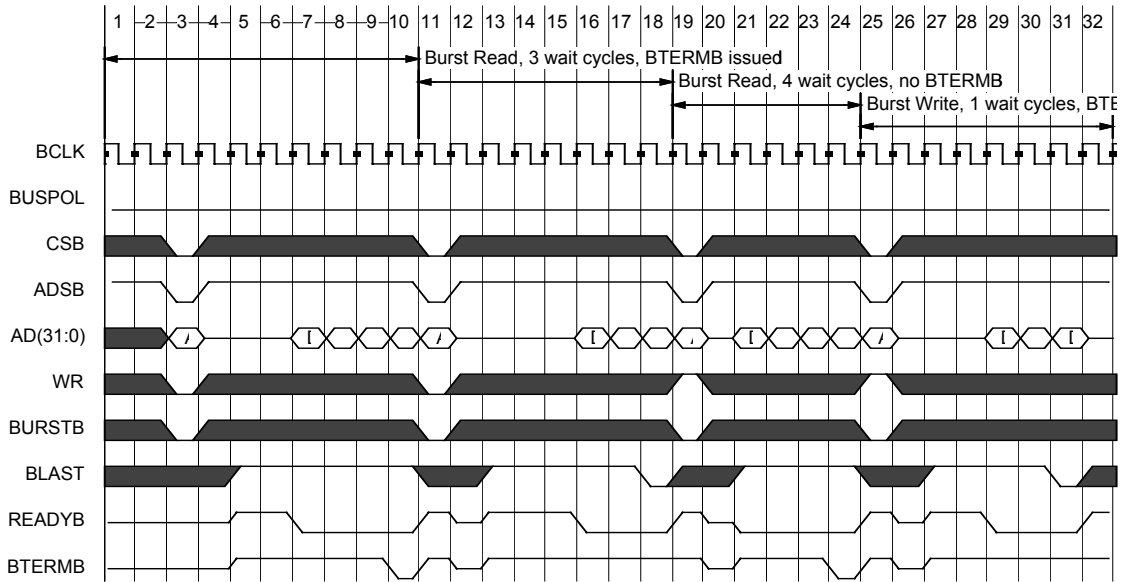 1 2 3 4 5 6 7 8 9 10 11 12 13 14 15 16 17 18 19 20 21 22 23 24 25 26 27 28 29 30 31 32
Burst Read, 3 wait cycles, BTERMB issued
Burst Read, 4 wait cycles, no BTERMB
Burst Write, 1 wait cycles,
BCLK
BUSPOL
CSB
ADSB
AD(31:0)
WR
BURSTB
BLAST
READYB
BTERMB